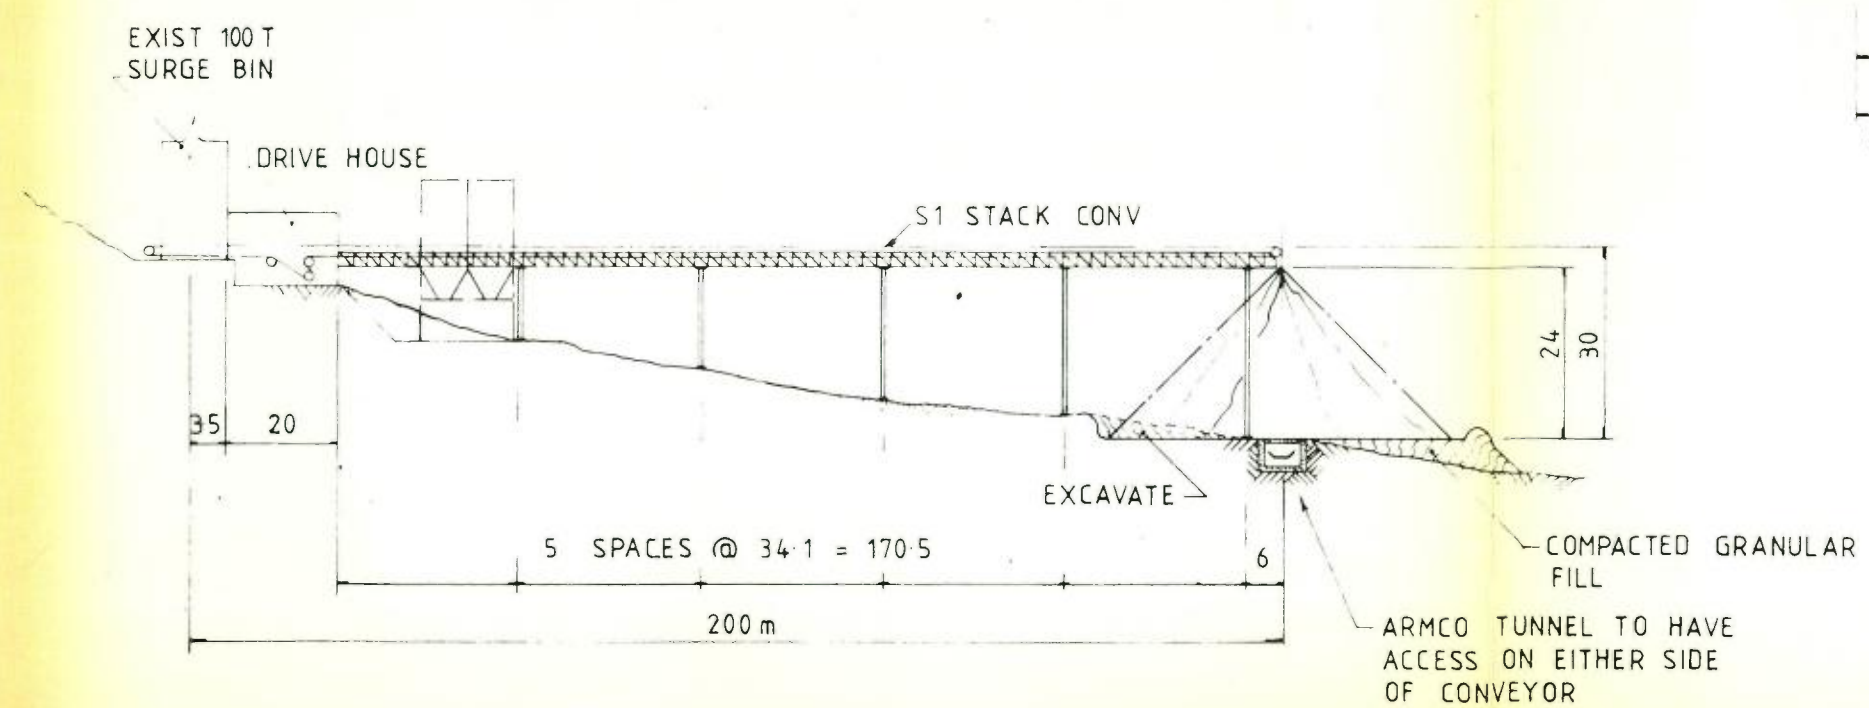 EXIST 100 T
SURGE BIN
DRIVE HOUSE
S1 STACK CONV
24
30
35
20
EXCAVATE
5 SPACES @ 34·1 = 170·5
6
COMPACTED GRANULAR
FILL
200 m
ARMCO TUNNEL TO HAVE
ACCESS ON EITHER SIDE
OF CONVEYOR